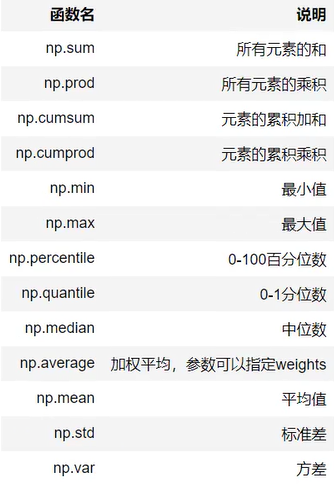 函数名 说明
np.sum 所有元素的和
np.prod 所有元素的乘积
np.cumsum 元素的累积加和
np.cumprod 元素的累积乘积
np.min 最小值
np.max 最大值
np.percentile 0-100百分位数
np.quantile 0-1分位数
np.median 中位数
np.average 加权平均，参数可以指定weights
np.mean 平均值
np.std 标准差
np.var 方差